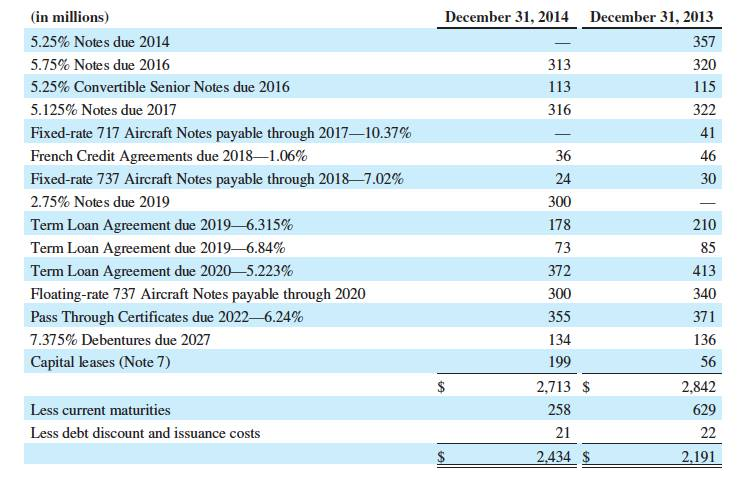 (in millions) December 31, 2014 December 31, 2013
5.25% Notes due 2014 — 357
5.75% Notes due 2016 313 320
5.25% Convertible Senior Notes due 2016 113 115
5.125% Notes due 2017 316 322
Fixed-rate 717 Aircraft Notes payable through 2017—10.37% — 41
French Credit Agreements due 2018—1.06% 36 46
Fixed-rate 737 Aircraft Notes payable through 2018—7.02% 24 30
2.75% Notes due 2019 300 —
Term Loan Agreement due 2019—6.315% 178 210
Term Loan Agreement due 2019—6.84% 73 85
Term Loan Agreement due 2020—5.223% 372 413
Floating-rate 737 Aircraft Notes payable through 2020 300 340
Pass Through Certificates due 2022—6.24% 355 371
7.375% Debentures due 2027 134 136
Capital leases (Note 7) 199 56
$ 2,713 $ 2,842
Less current maturities 258 629
Less debt discount and issuance costs 21 22
$ 2,434 $ 2,191